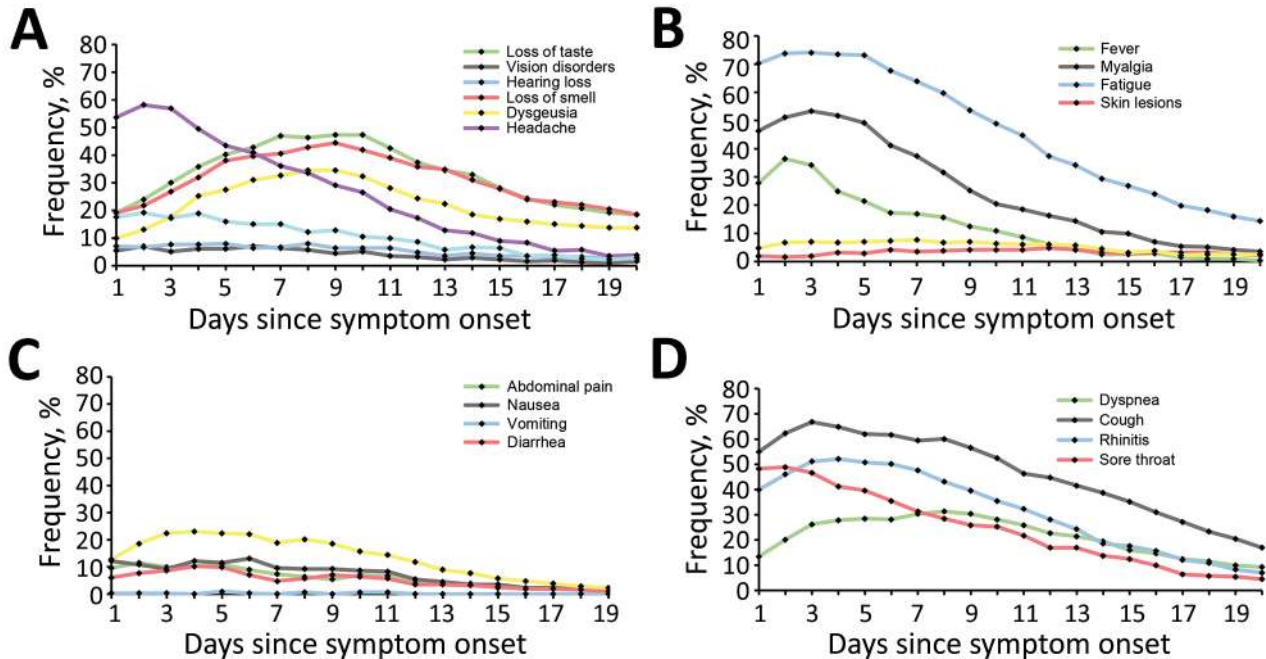 A
80
70
60
50
40
30
20
10
0
Frequency, %
Loss of taste
Vision disorders
Hearing loss
Loss of smell
Dysgeusia
Headache
1 3 5 7 9 11 13 15 17 19
Days since symptom onset
B
80
70
60
50
40
30
20
10
0
Frequency, %
Fever
Myalgia
Fatigue
Skin lesions
1 3 5 7 9 11 13 15 17 19
Days since symptom onset
C
80
70
60
50
40
30
20
10
0
Frequency, %
Abdominal pain
Nausea
Vomiting
Diarrhea
1 3 5 7 9 11 13 15 17 19
Days since symptom onset
D
80
70
60
50
40
30
20
10
0
Frequency, %
Dyspnea
Cough
Rhinitis
Sore throat
1 3 5 7 9 11 13 15 17 19
Days since symptom onset